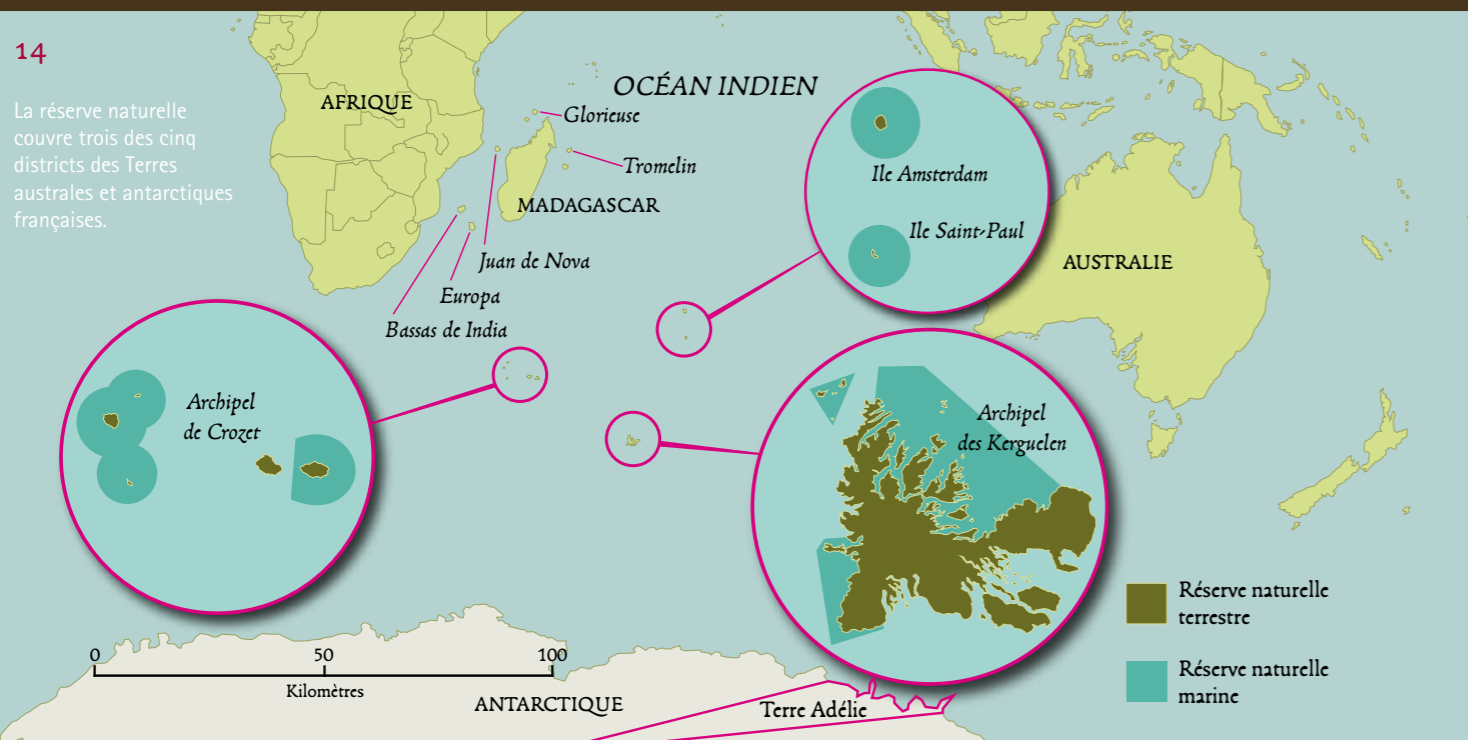 14
La réserve naturelle
couvre trois des cinq
districts des Terres
australes et antarctiques
françaises.
AFRIQUE
OCÉAN INDIEN
Glorieuse
Tromelin
MADAGASCAR
Juan de Nova
Europa
Bassas de India
Ile Amsterdam
Ile Saint-Paul
AUSTRALIE
Archipel
de Crozet
Archipel
des Kerguelen
Réserve naturelle
terrestre
Réserve naturelle
marine
0 50 100
Kilomètres
ANTARCTIQUE
Terre Adélie